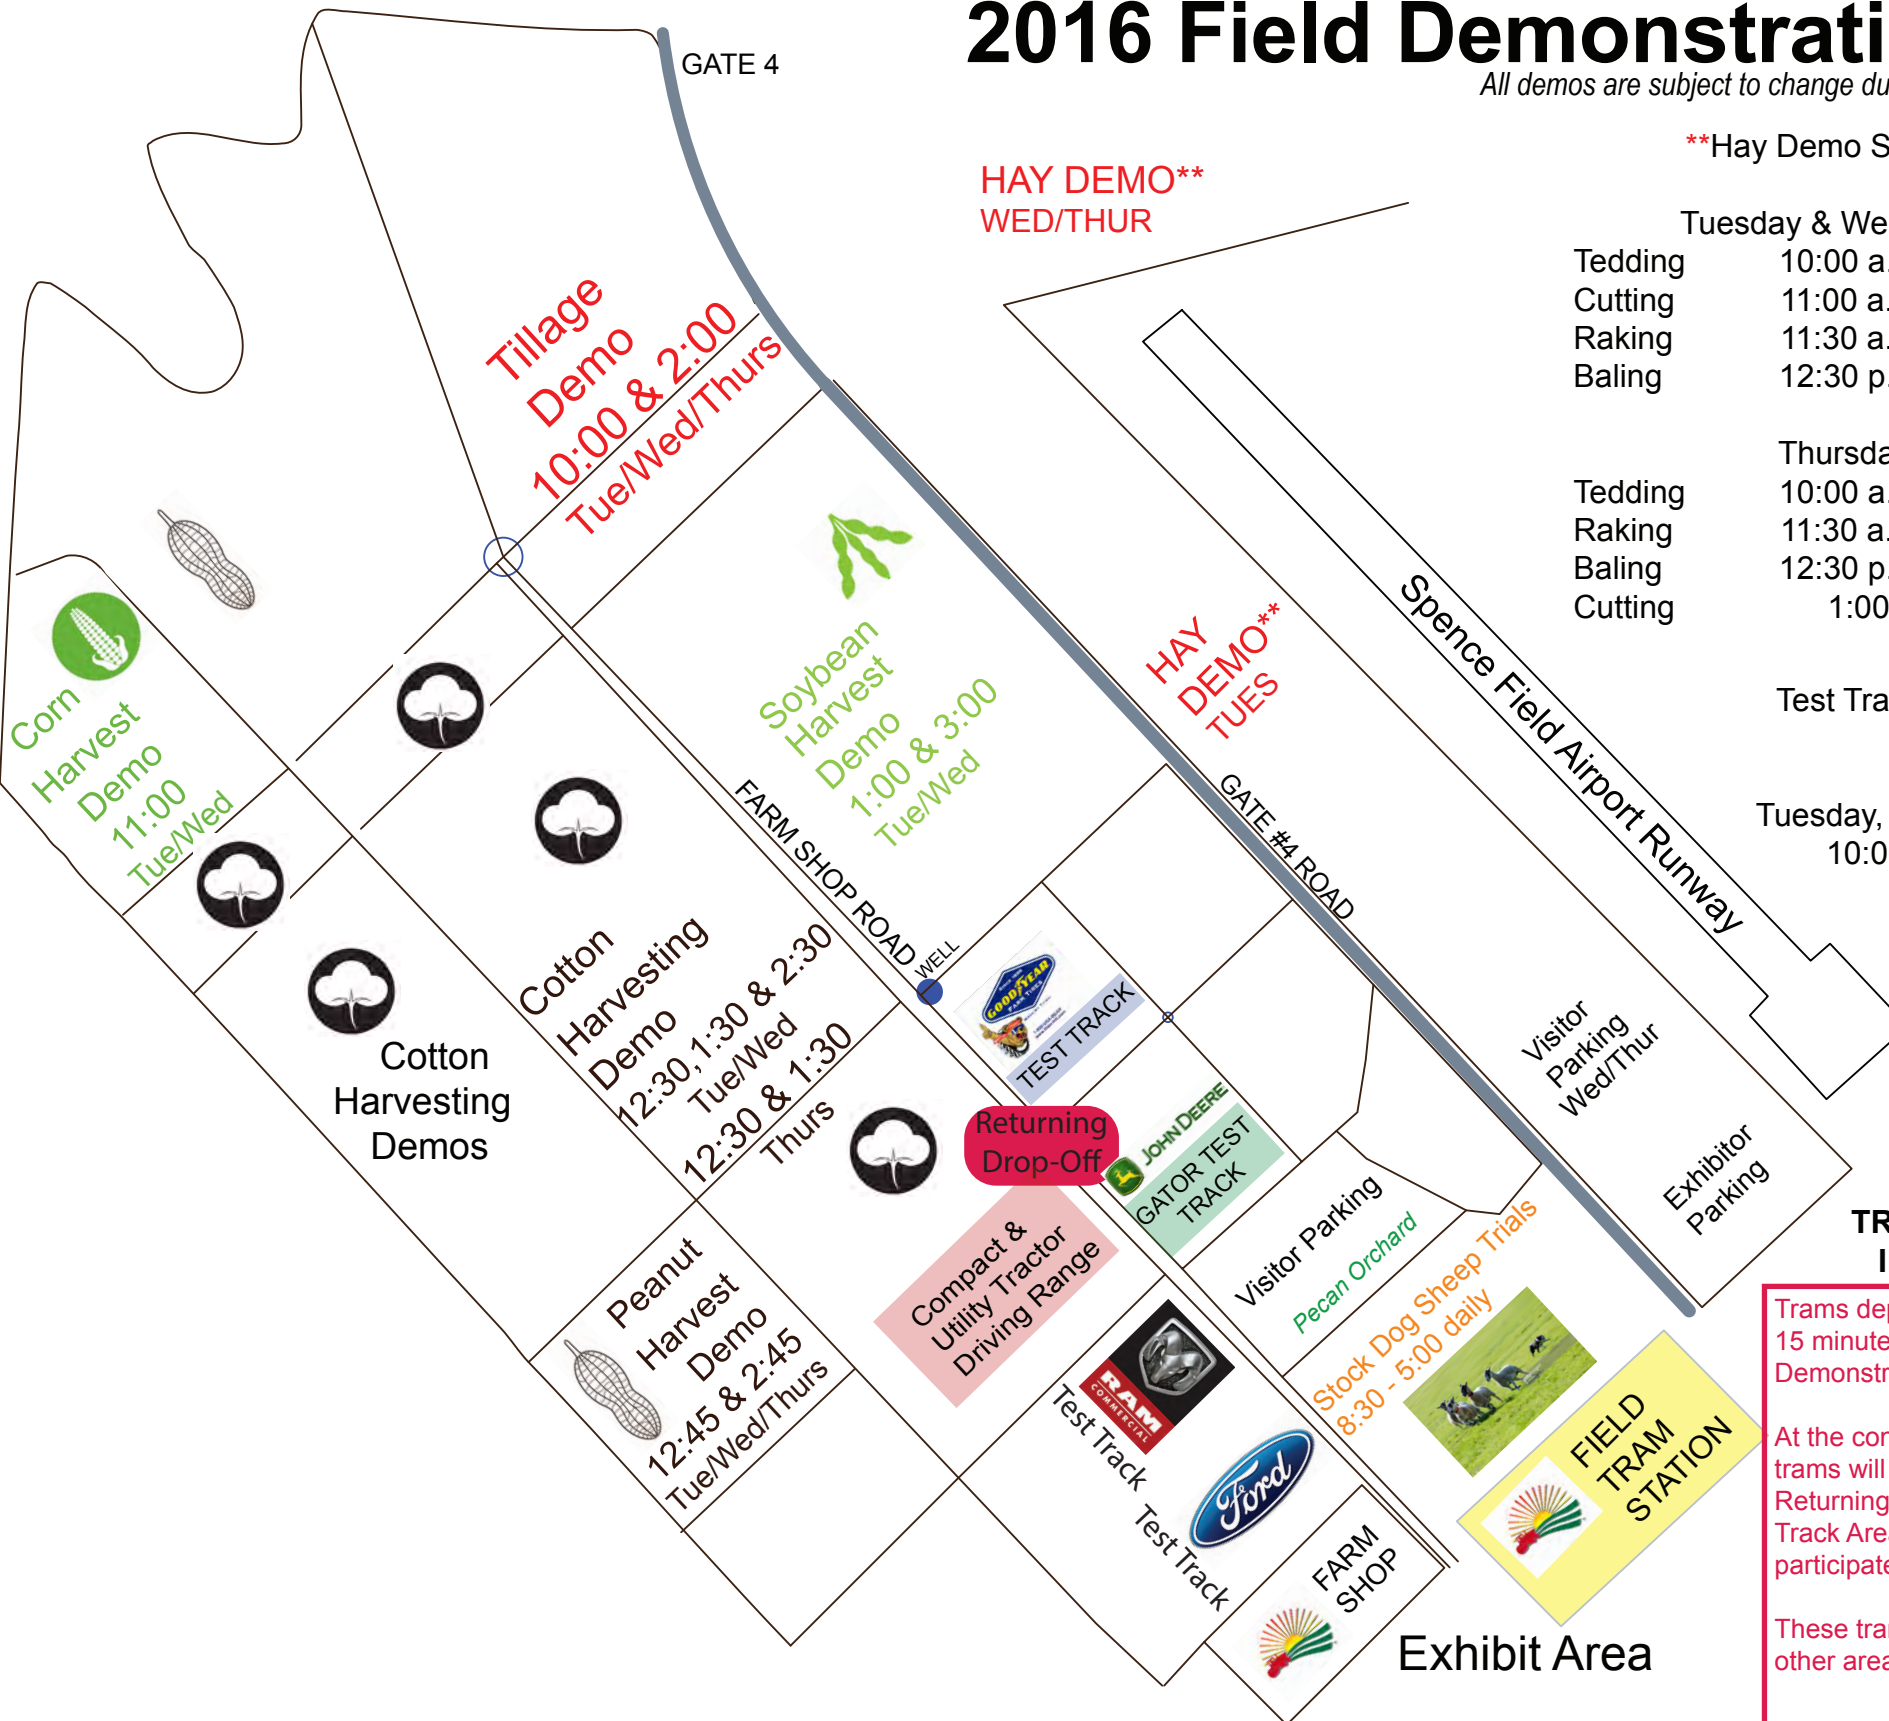 2016 Field Demonstrati
All demos are subject to change du
GATE 4
**Hay Demo S
HAY DEMO**
WED/THUR
Tuesday & We
Tedding 10:00 a.
Cutting 11:00 a.
Raking 11:30 a.
Baling 12:30 p.
Thursda
Tedding 10:00 a.
Raking 11:30 a.
Baling 12:30 p.
Cutting 1:00
Test Tra
Tuesday,
10:0
Tillage
Demo
10:00 & 2:00
Tue/Wed/Thurs
Corn
Harvest
Demo
11:00
Tue/Wed
Soybean
Harvest
Demo
1:00 & 3:00
Tue/Wed
HAY
DEMO**
TUES
Spence Field Airport Runway
GATE #4 ROAD
FARM SHOP ROAD
WELL
Cotton
Harvesting
Demo
12:30, 1:30 & 2:30
Tue/Wed
12:30 & 1:30
Thurs
Cotton
Harvesting
Demos
GOODYEAR
FARM TIRES
TEST TRACK
Returning
Drop-Off
JOHN DEERE
GATOR TEST
TRACK
Visitor
Parking
Wed/Thur
Exhibitor
Parking
Visitor Parking
Pecan Orchard
Stock Dog Sheep Trials
8:30 - 5:00 daily
Compact &
Utility Tractor
Driving Range
Peanut
Harvest
Demo
12:45 & 2:45
Tue/Wed/Thurs
RAM
COMMERCIAL
Test Track
Ford
Test Track
FARM
SHOP
FIELD
TRAM
STATION
Exhibit Area
TR
I
Trams dep
15 minute
Demonstr
At the con
trams will
Returning
Track Area
participate
These tra
other area